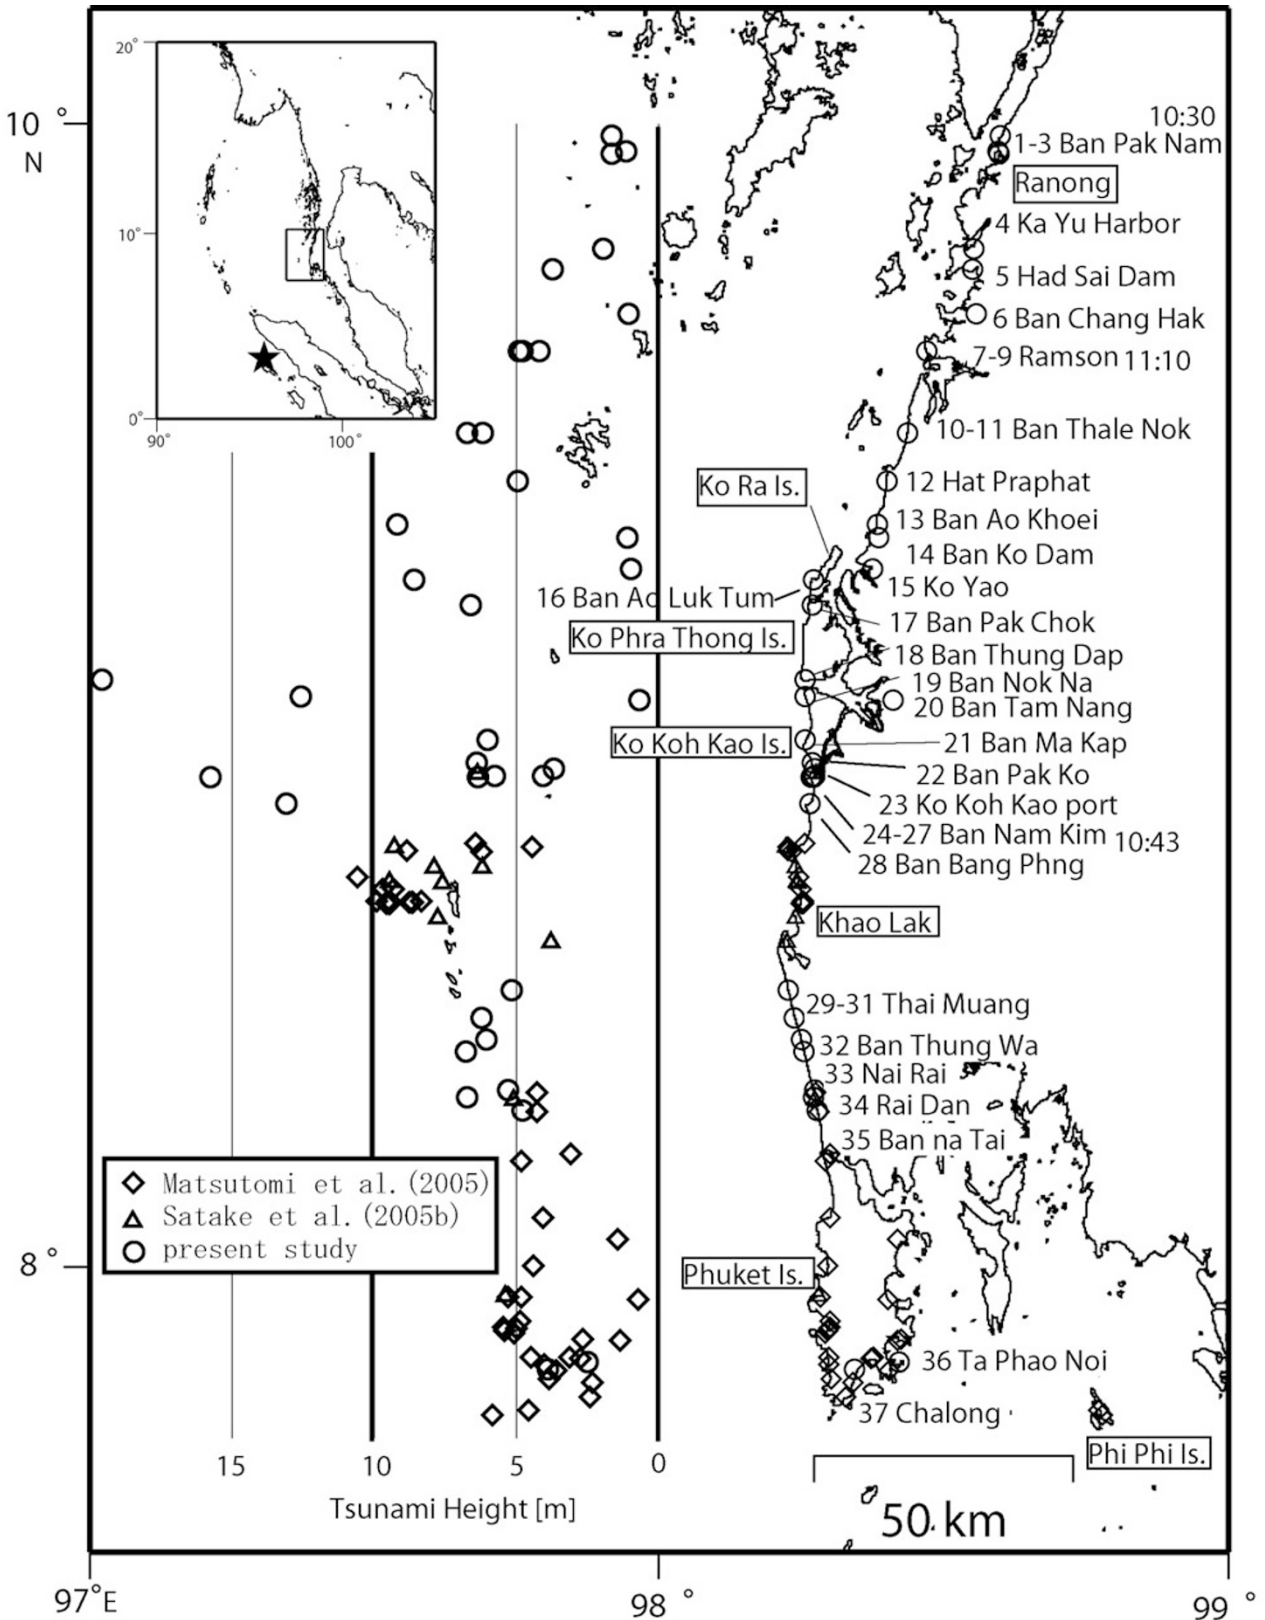 20°
10 °
N
10°
0°
90°
100°
10:30
1-3 Ban Pak Nam
Ranong
4 Ka Yu Harbor
5 Had Sai Dam
6 Ban Chang Hak
7-9 Ramson 11:10
10-11 Ban Thale Nok
Ko Ra Is.
12 Hat Praphat
13 Ban Ao Khoei
14 Ban Ko Dam
15 Ko Yao
16 Ban Ao Luk Tum
17 Ban Pak Chok
Ko Phra Thong Is.
18 Ban Thung Dap
19 Ban Nok Na
20 Ban Tam Nang
Ko Koh Kao Is.
21 Ban Ma Kap
22 Ban Pak Ko
23 Ko Koh Kao port
24-27 Ban Nam Kim 10:43
28 Ban Bang Phng
Khao Lak
29-31 Thai Muang
32 Ban Thung Wa
33 Nai Rai
34 Rai Dan
35 Ban na Tai
Matsutomi et al. (2005)
Satake et al. (2005b)
present study
8 °
Phuket Is.
36 Ta Phao Noi
37 Chalong
Phi Phi Is.
15 10 5 0
Tsunami Height [m]
50 km
97°E
98 °
99 °